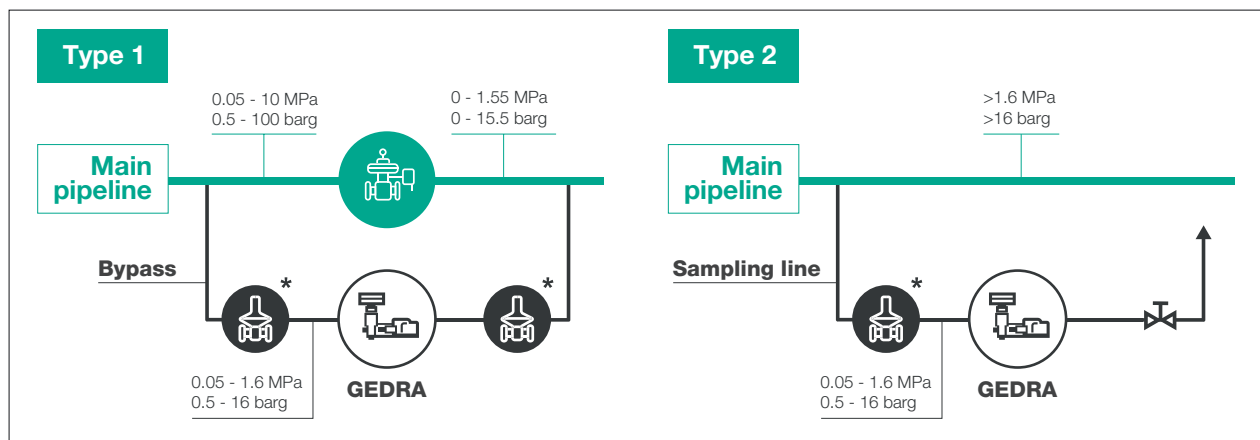 Type 1
0.05 - 10 MPa
0.5 - 100 barg
0 - 1.55 MPa
0 - 15.5 barg
Main
pipeline
Bypass
*
*
GEDRA
0.05 - 1.6 MPa
0.5 - 16 barg
Type 2
>1.6 MPa
>16 barg
Main
pipeline
Sampling line
*
GEDRA
0.05 - 1.6 MPa
0.5 - 16 barg